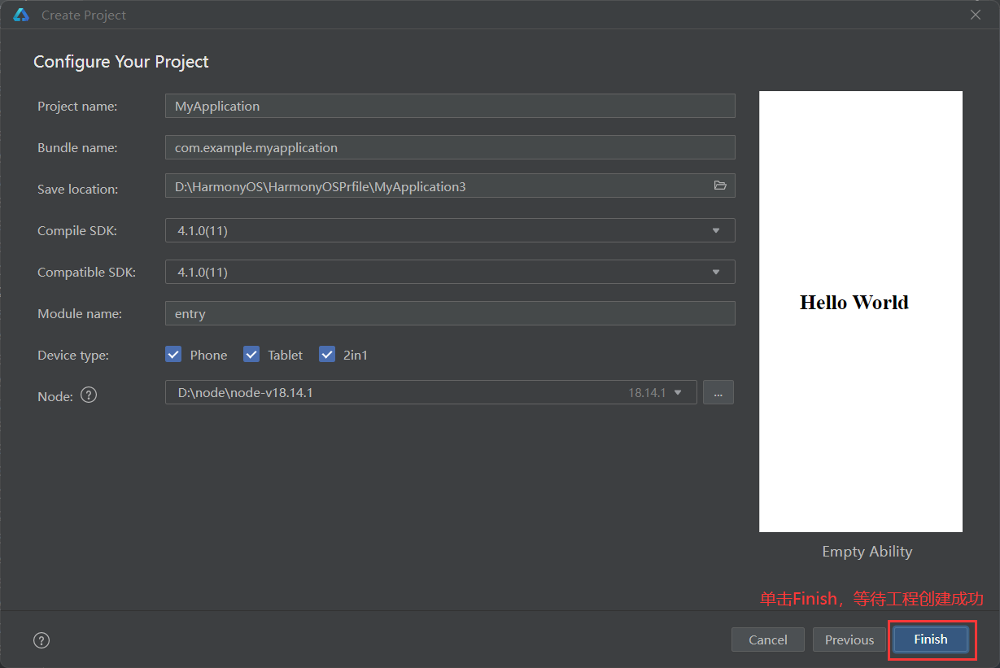 Create Project
Configure Your Project
Project name: MyApplication
Bundle name: com.example.myapplication
Save location: D:\HarmonyOS\HarmonyOSPrfile\MyApplication3
Compile SDK: 4.1.0(11)
Compatible SDK: 4.1.0(11)
Module name: entry
Device type: Phone Tablet 2in1
Node: ? D:\node\node-v18.14.1 18.14.1 ...
Hello World
Empty Ability
单击Finish，等待工程创建成功
? Cancel Previous Finish